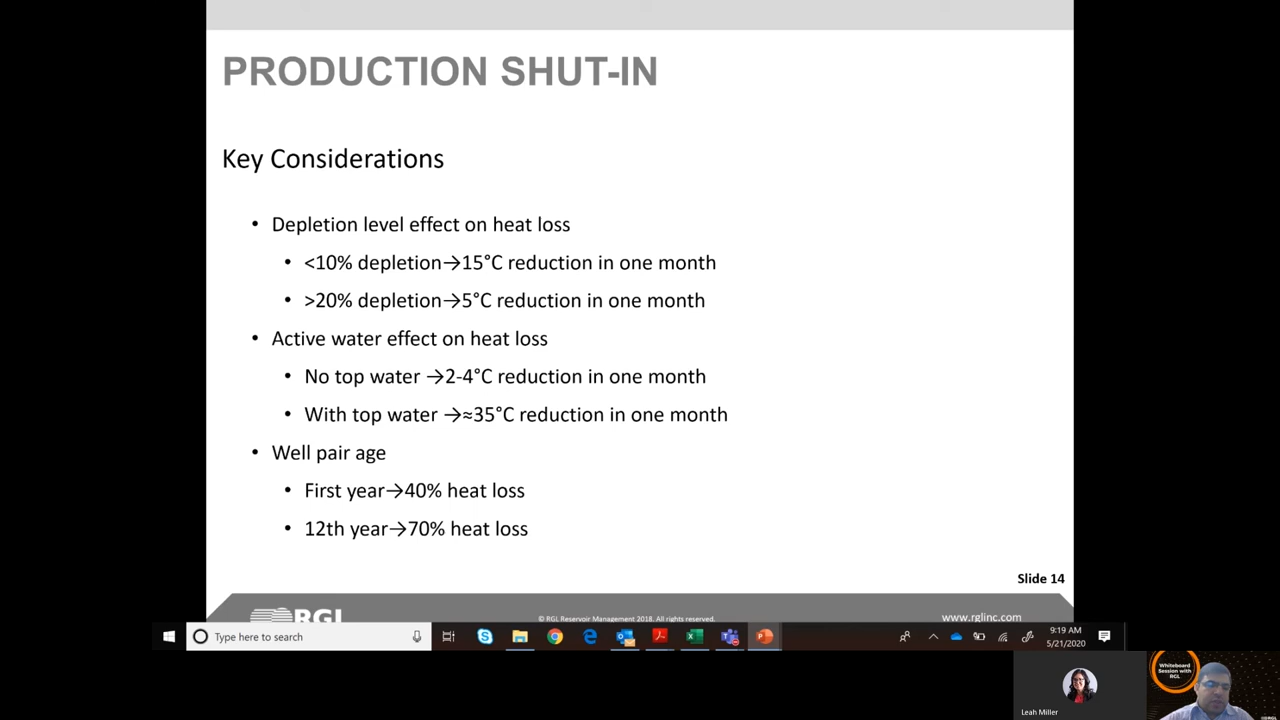 PRODUCTION SHUT-IN
Key Considerations
• Depletion level effect on heat loss
• <10% depletion→15°C reduction in one month
• >20% depletion→5°C reduction in one month
• Active water effect on heat loss
• No top water →2-4°C reduction in one month
• With top water →≈35°C reduction in one month
• Well pair age
• First year→40% heat loss
• 12th year→70% heat loss
Slide 14
RGL
© RGL Reservoir Management 2018. All rights reserved.
www.rglinc.com
Type here to search
9:19 AM
5/21/2020
Whiteboard
Session with
RGL
Leah Miller